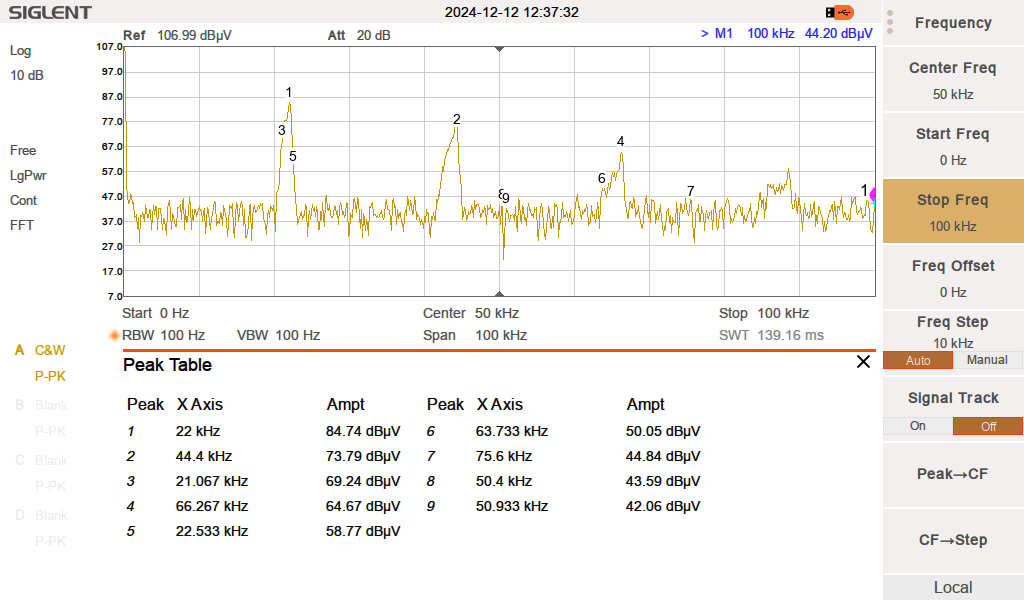 SIGLENT 2024-12-12 12:37:32
Ref 106.99 dBµV Att 20 dB > M1 100 kHz 44.20 dBµV
Log
10 dB
Free
LgPwr
Cont
FFT
107.0
97.0
87.0
77.0
67.0
57.0
47.0
37.0
27.0
17.0
7.0
1
2
3
4
5
6
7
8
9
1
Start 0 Hz Center 50 kHz Stop 100 kHz
RBW 100 Hz VBW 100 Hz Span 100 kHz SWT 139.16 ms
A C&W
P-PK
B Blank
P-PK
C Blank
P-PK
D Blank
P-PK
Peak Table
Peak X Axis Ampt Peak X Axis Ampt
1 22 kHz 84.74 dBµV 6 63.733 kHz 50.05 dBµV
2 44.4 kHz 73.79 dBµV 7 75.6 kHz 44.84 dBµV
3 21.067 kHz 69.24 dBµV 8 50.4 kHz 43.59 dBµV
4 66.267 kHz 64.67 dBµV 9 50.933 kHz 42.06 dBµV
5 22.533 kHz 58.77 dBµV
Frequency
Center Freq
50 kHz
Start Freq
0 Hz
Stop Freq
100 kHz
Freq Offset
0 Hz
Freq Step
10 kHz
Auto Manual
Signal Track
On Off
Peak→CF
CF→Step
Local